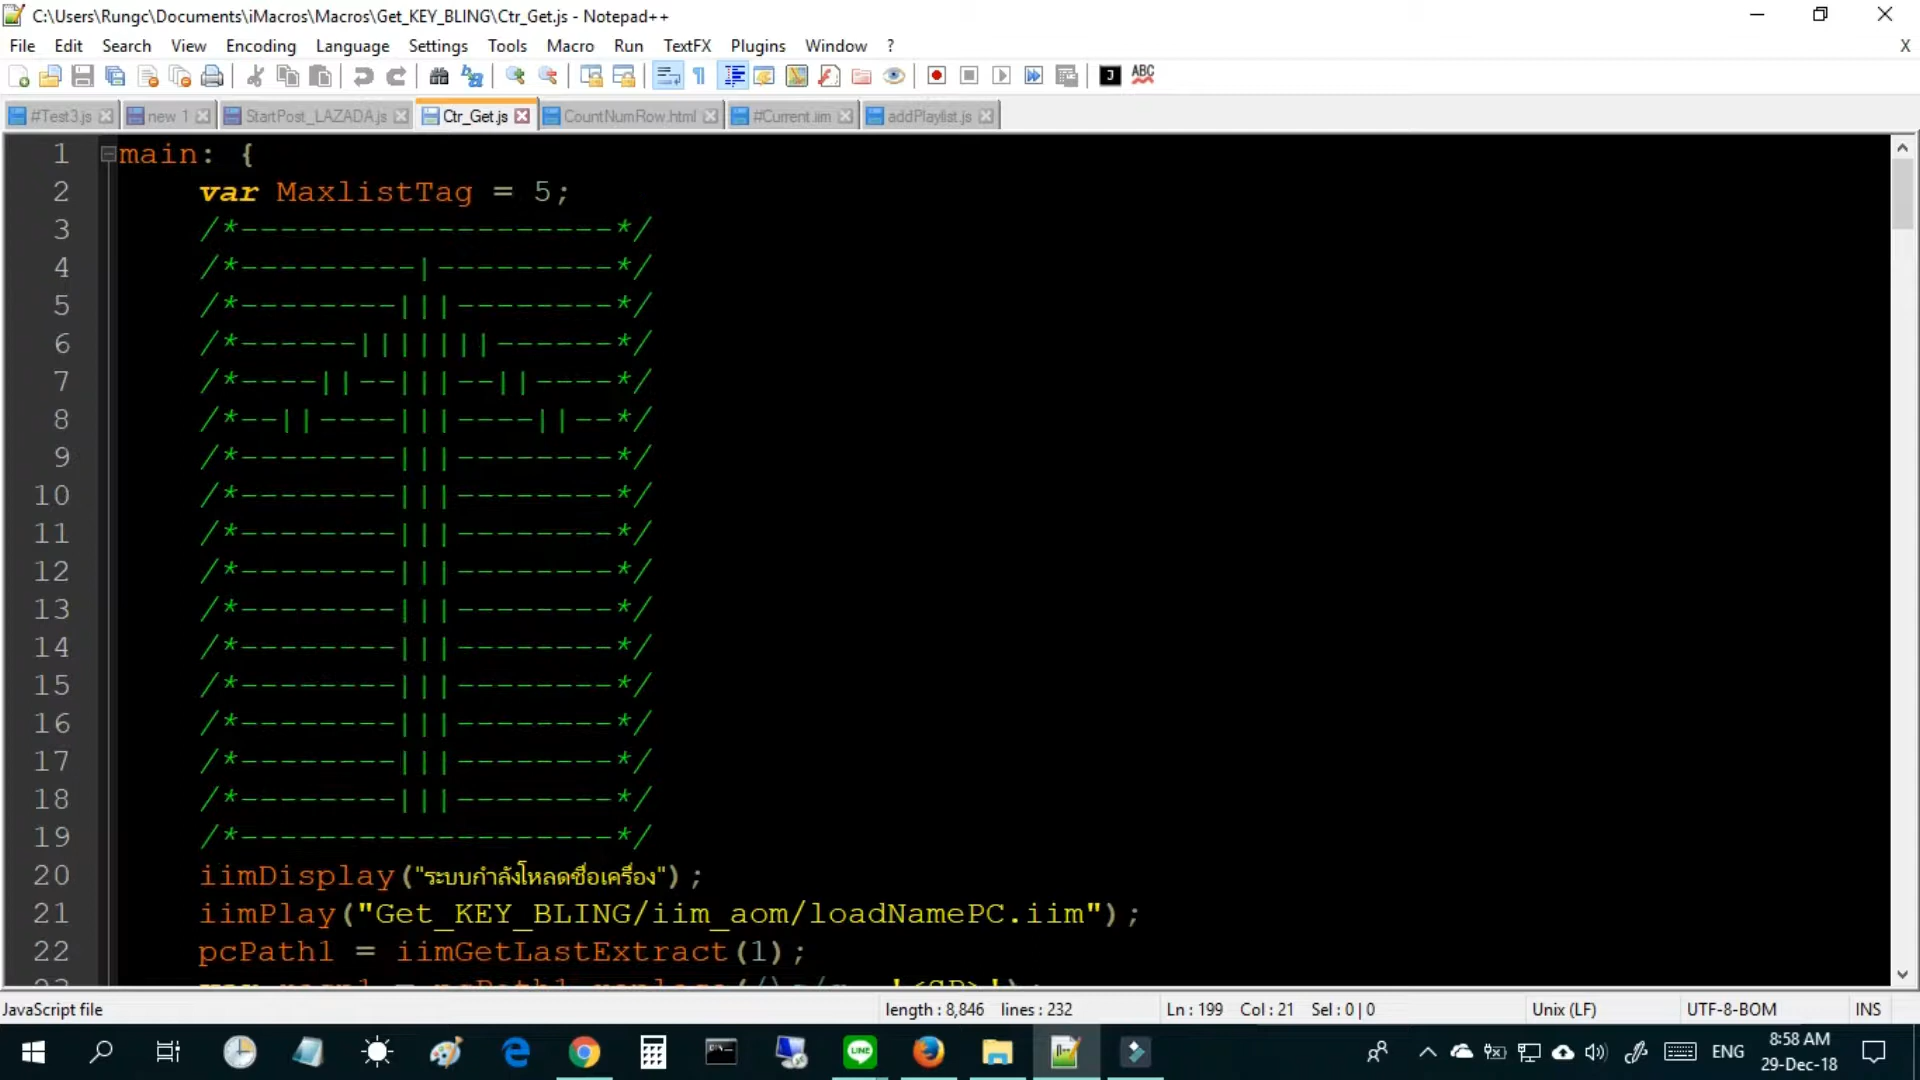 C:\Users\Rungc\Documents\iMacros\Macros\Get_KEY_BLING\Ctr_Get.js - Notepad++
File Edit Search View Encoding Language Settings Tools Macro Run TextFX Plugins Window ? X
#Test3.js new 1 StartPost_LAZADA.js Ctr_Get.js CountNumRow.html #Current.iim addPlaylist.js
1 main: {
2 var MaxlistTag = 5;
3 /*-------------------*/
4 /*---------|---------*/
5 /*--------|||--------*/
6 /*------|||||||------*/
7 /*----||--|||--||----*/
8 /*--||----|||----||--*/
9 /*--------|||--------*/
10 /*--------|||--------*/
11 /*--------|||--------*/
12 /*--------|||--------*/
13 /*--------|||--------*/
14 /*--------|||--------*/
15 /*--------|||--------*/
16 /*--------|||--------*/
17 /*--------|||--------*/
18 /*--------|||--------*/
19 /*-------------------*/
20 iimDisplay("ระบบกำลังโหลดชื่อเครื่อง");
21 iimPlay("Get_KEY_BLING/iim_aom/loadNamePC.iim");
22 pcPath1 = iimGetLastExtract(1);
JavaScript file length : 8,846 lines : 232 Ln : 199 Col : 21 Sel : 0 | 0 Unix (LF) UTF-8-BOM INS
ENG 8:58 AM
29-Dec-18